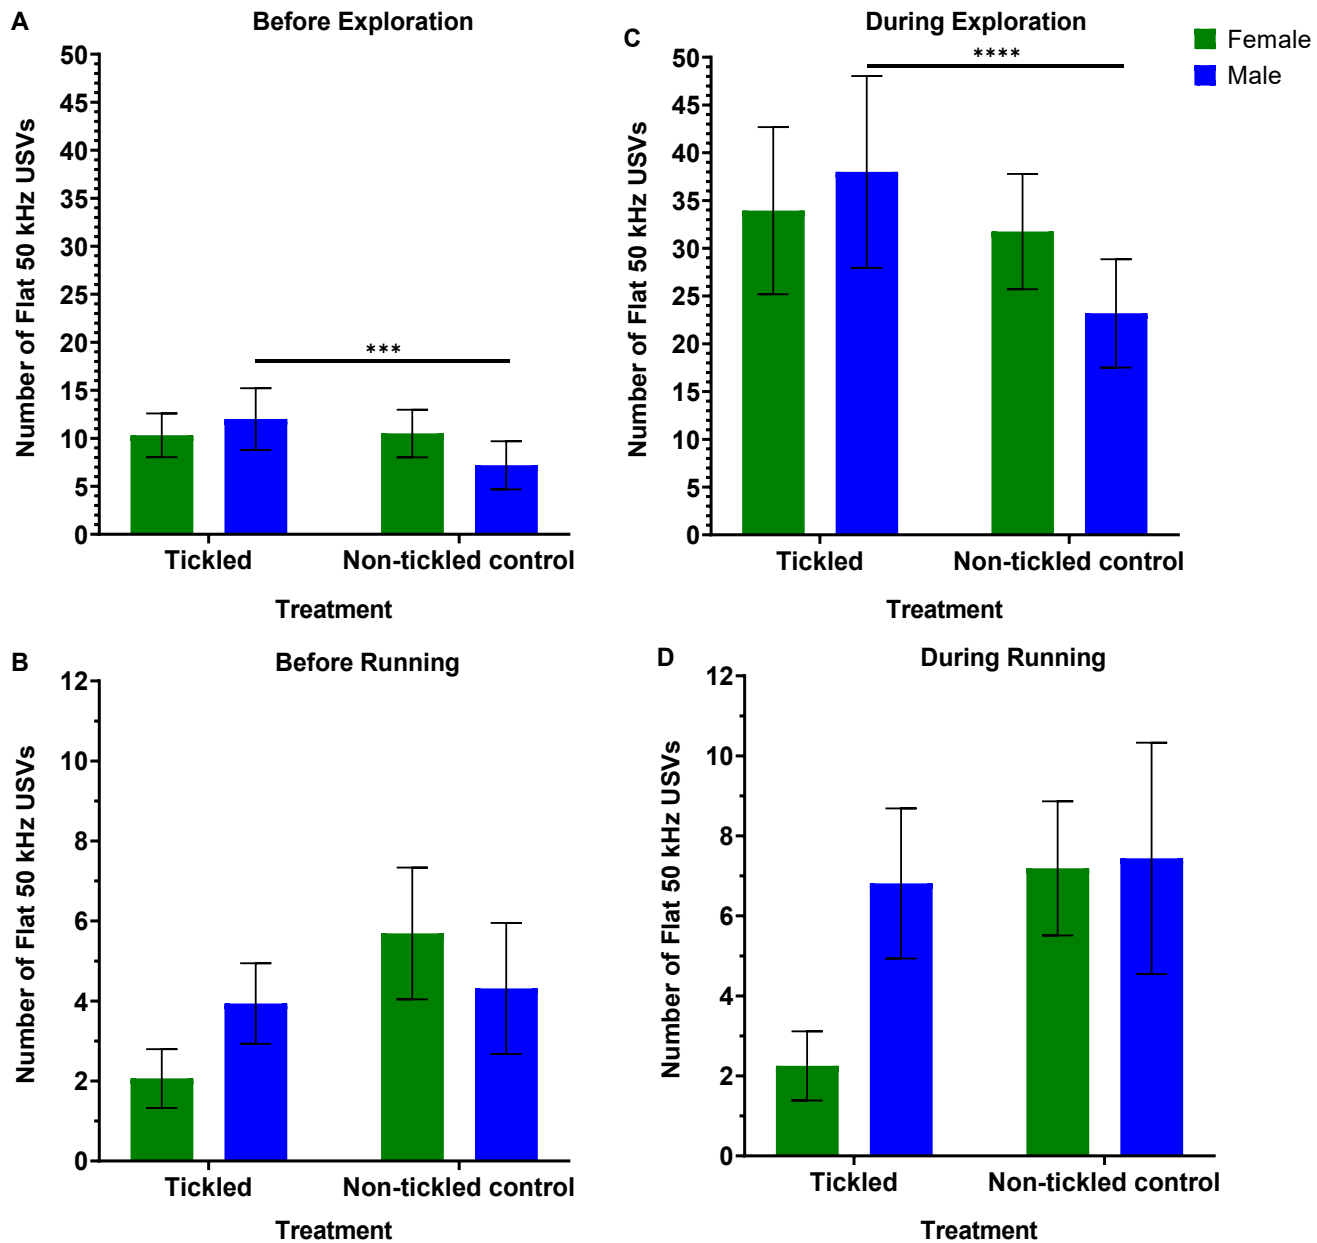 A
Before Exploration
Number of Flat 50 kHz USVs
50
45
40
35
30
25
20
15
10
5
0
***
Tickled
Non-tickled control
Treatment
C
During Exploration
Number of Flat 50 kHz USVs
50
45
40
35
30
25
20
15
10
5
0
****
Tickled
Non-tickled control
Treatment
Female
Male
B
Before Running
Number of Flat 50 kHz USVs
12
10
8
6
4
2
0
Tickled
Non-tickled control
Treatment
D
During Running
Number of Flat 50 kHz USVs
12
10
8
6
4
2
0
Tickled
Non-tickled control
Treatment